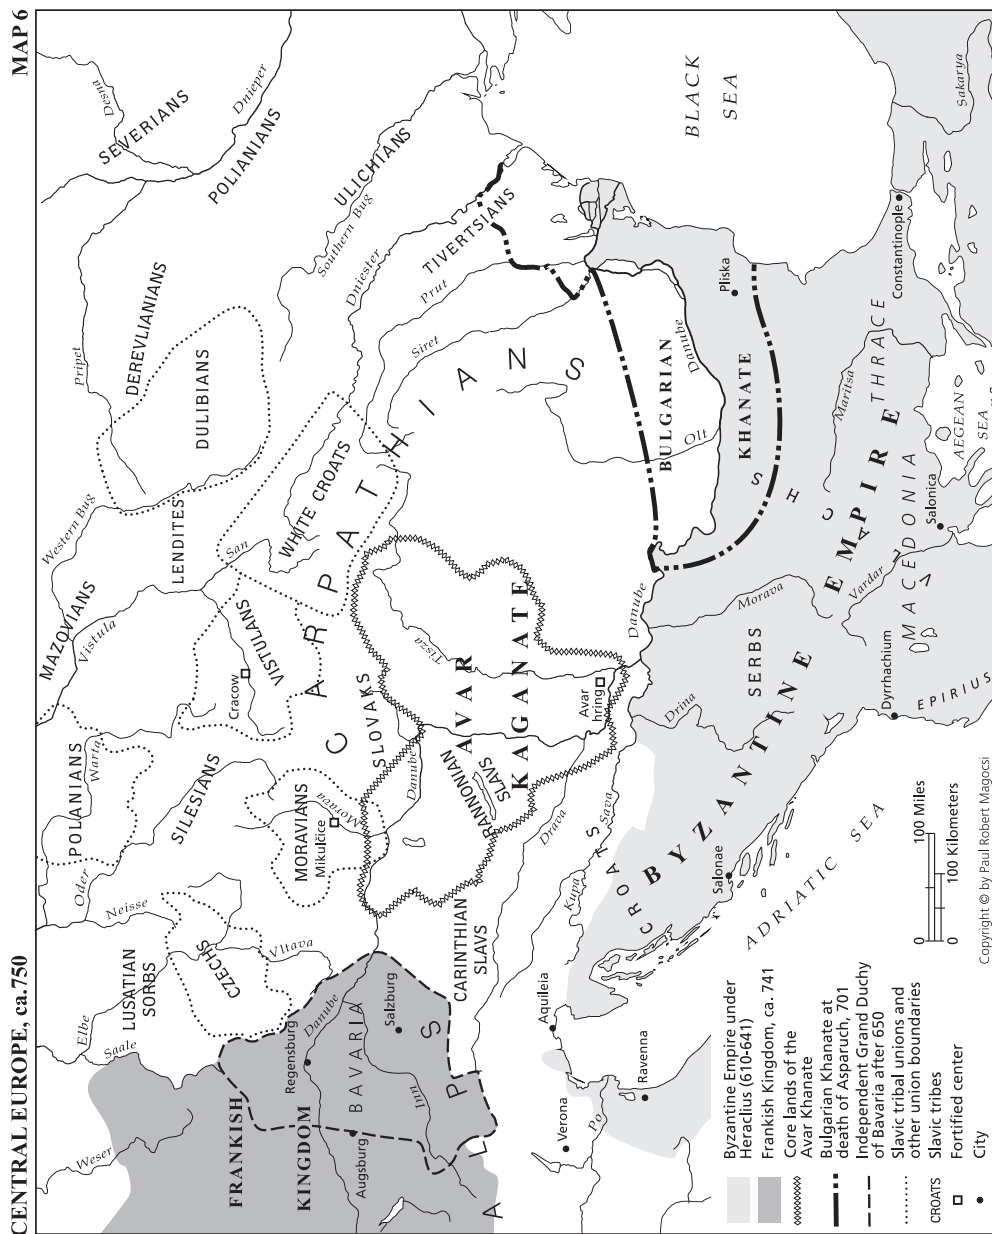 MAP 6
CENTRAL EUROPE, ca.750
Desna
SEVERIANS
Dnieper
POLIANIANS
ULICHIANS
Southern Bug
Dniester
TIVERTSIANS
Prut
Siret
BLACK
SEA
Sakarya
Constantinople
Pripet
DEREVLIANIANS
DULIBIANS
Western Bug
LENDITES
San
WHITE CROATS
CARPATHIANS
MAZOVIANS
Vistula
VISTULANS
Cracow
POLANIANS
Warta
SILESIANS
Oder
Neisse
MORAVIANS
Mikulčice
Morava
SLOVAKS
Danube
Tisza
AVAR
KAGANATE
Avar
hring
PANNONIAN
SLAVS
BULGARIAN
KHANATE
Danube
Olt
Pliska
Maritsa
THRACE
AEGEAN
SEA
MACEDONIA
Salonica
SCLAVHS
Vardar
Morava
Danube
SERBS
Drina
Dyrrhachium
EPIRIUS
BYZANTINE EMPIRE
Drava
Sava
Kupa
CROATS
Salonae
ADRIATIC SEA
LUSATIAN
SORBS
Elbe
Saale
CZECHS
Vltava
CARINTHIAN
SLAVS
Weser
FRANKISH
KINGDOM
Regensburg
Danube
BAVARIA
Salzburg
Augsburg
Inn
ALPS
Aquileia
Verona
Po
Ravenna
Byzantine Empire under
Heraclius (610-641)
Frankish Kingdom, ca. 741
Core lands of the
Avar Khanate
Bulgarian Khanate at
death of Asparuch, 701
Independent Grand Duchy
of Bavaria after 650
Slavic tribal unions and
other union boundaries
CROATS Slavic tribes
Fortified center
City
0 100 Miles
0 100 Kilometers
Copyright © by Paul Robert Magocsi